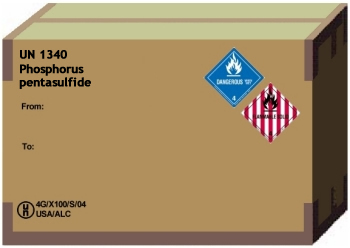 UN 1340
Phosphorus
pentasulfide
From:
To:
DANGEROUS
4
H
4G/X100/S/04
USA/ALC